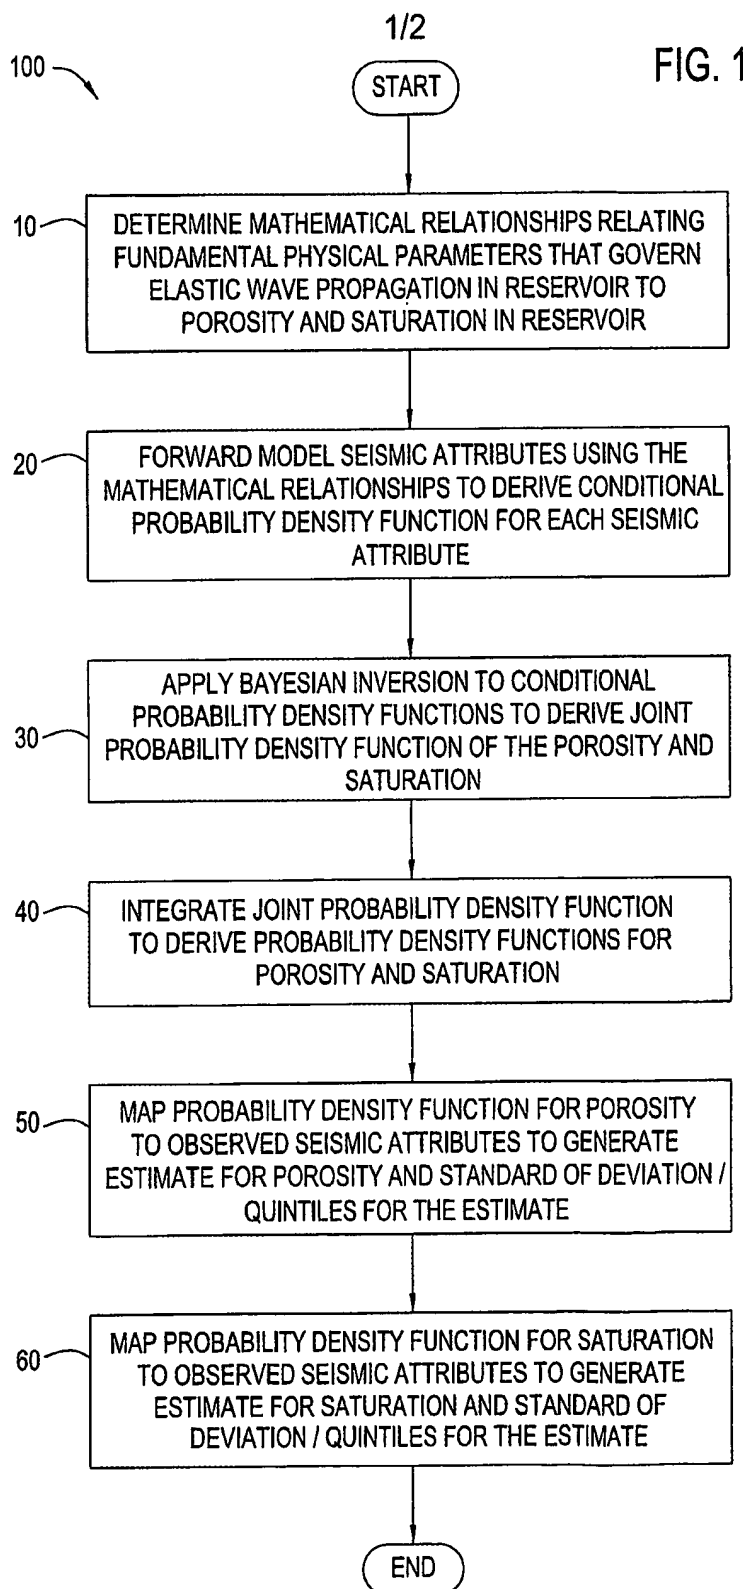 1/2
FIG. 1
100
START
10
DETERMINE MATHEMATICAL RELATIONSHIPS RELATING
FUNDAMENTAL PHYSICAL PARAMETERS THAT GOVERN
ELASTIC WAVE PROPAGATION IN RESERVOIR TO
POROSITY AND SATURATION IN RESERVOIR
20
FORWARD MODEL SEISMIC ATTRIBUTES USING THE
MATHEMATICAL RELATIONSHIPS TO DERIVE CONDITIONAL
PROBABILITY DENSITY FUNCTION FOR EACH SEISMIC
ATTRIBUTE
30
APPLY BAYESIAN INVERSION TO CONDITIONAL
PROBABILITY DENSITY FUNCTIONS TO DERIVE JOINT
PROBABILITY DENSITY FUNCTION OF THE POROSITY AND
SATURATION
40
INTEGRATE JOINT PROBABILITY DENSITY FUNCTION
TO DERIVE PROBABILITY DENSITY FUNCTIONS FOR
POROSITY AND SATURATION
50
MAP PROBABILITY DENSITY FUNCTION FOR POROSITY
TO OBSERVED SEISMIC ATTRIBUTES TO GENERATE
ESTIMATE FOR POROSITY AND STANDARD OF DEVIATION /
QUINTILES FOR THE ESTIMATE
60
MAP PROBABILITY DENSITY FUNCTION FOR SATURATION
TO OBSERVED SEISMIC ATTRIBUTES TO GENERATE
ESTIMATE FOR SATURATION AND STANDARD OF
DEVIATION / QUINTILES FOR THE ESTIMATE
END